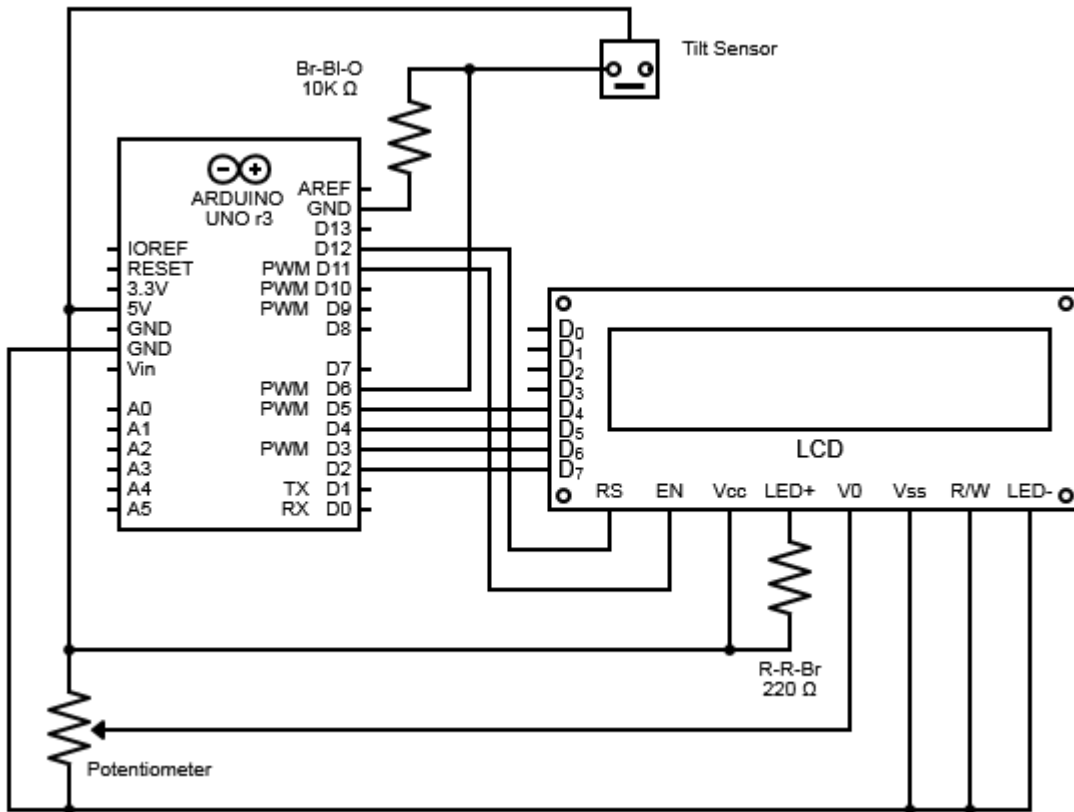 Tilt Sensor
Br-Bl-O
10K Ω
ARDUINO
UNO r3
AREF
GND
D13
IOREF
D12
RESET
PWM D11
3.3V
PWM D10
5V
PWM D9
GND
D8
GND
Vin
D7
PWM D6
A0
PWM D5
A1
D4
A2
PWM D3
A3
D2
A4
TX D1
A5
RX D0
D₀
D₁
D₂
D₃
D₄
D₅
D₆
D₇
LCD
RS EN Vcc LED+ V0 Vss R/W LED-
R-R-Br
220 Ω
Potentiometer